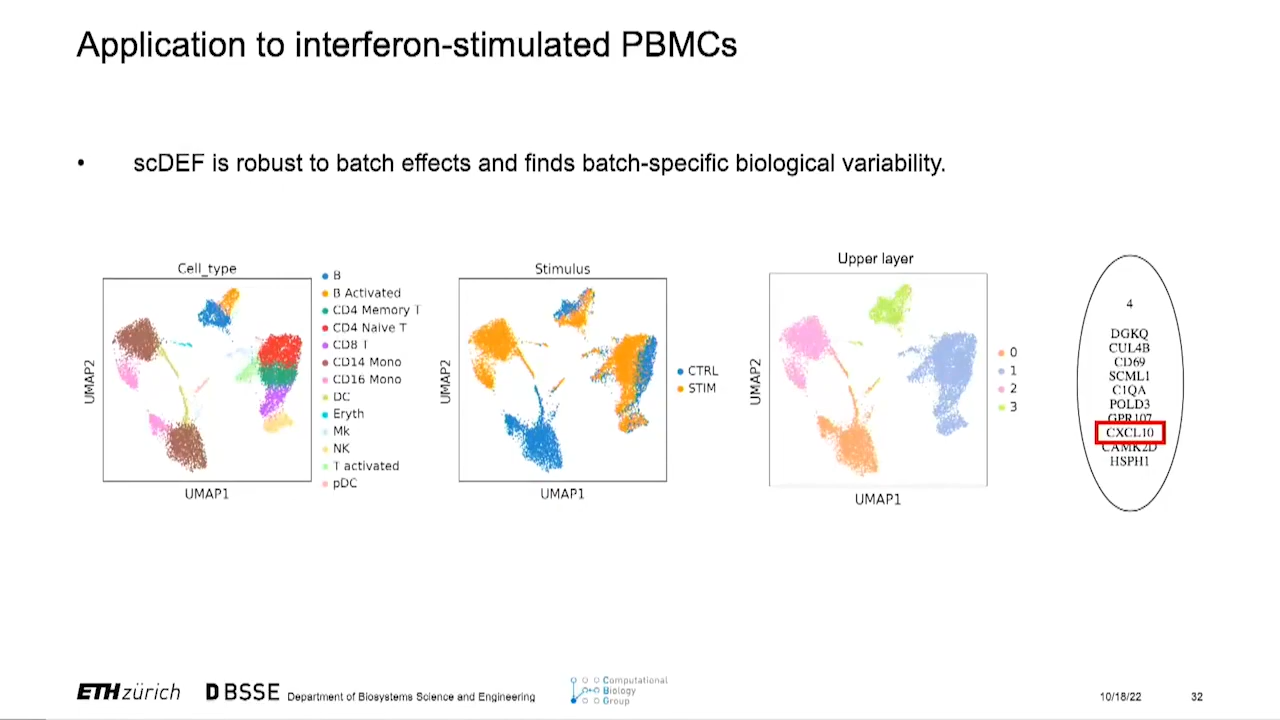 Application to interferon-stimulated PBMCs
• scDEF is robust to batch effects and finds batch-specific biological variability.
Cell_type
UMAP2
UMAP1
B
B Activated
CD4 Memory T
CD4 Naive T
CD8 T
CD14 Mono
CD16 Mono
DC
Eryth
Mk
NK
T activated
pDC
Stimulus
UMAP2
UMAP1
CTRL
STIM
Upper layer
UMAP2
UMAP1
0
1
2
3
4
DGKQ
CUL4B
CD69
SCML1
C1QA
POLD3
GPR107
CXCL10
CAMK2D
HSPH1
ETH zürich
D BSSE Department of Biosystems Science and Engineering
Computational
Biology
Group
10/18/22
32